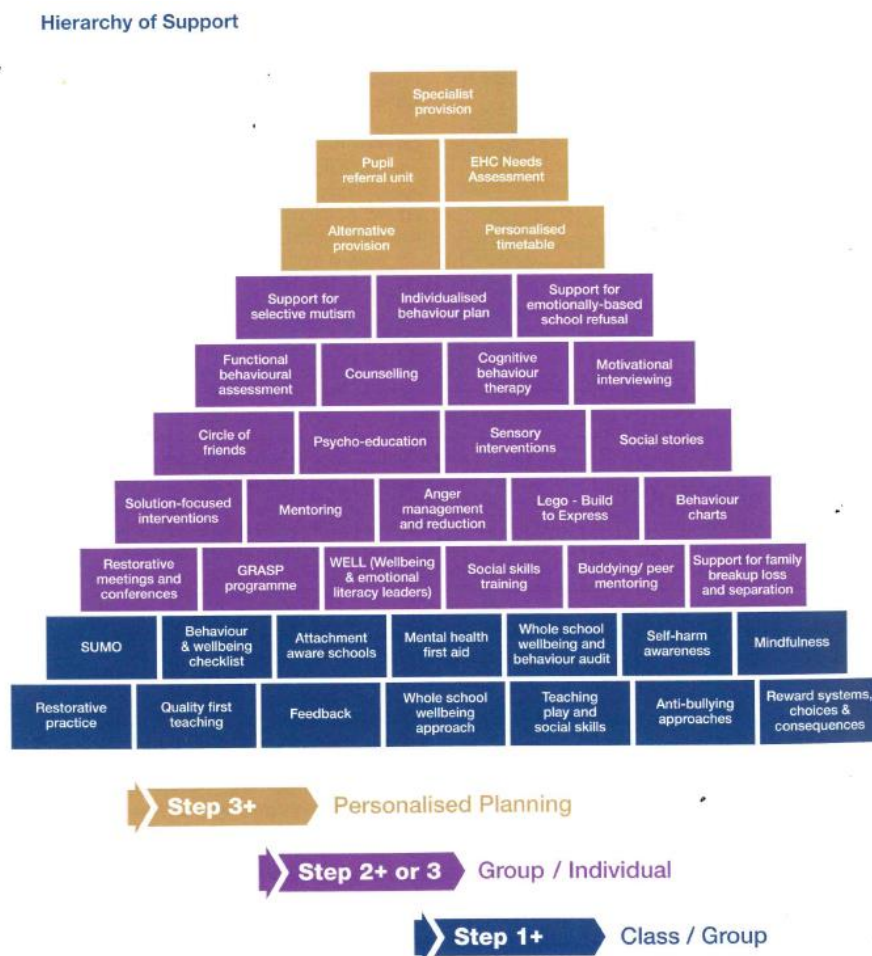 Hierarchy of Support
Specialist
provision
Pupil
referral unit
EHC Needs
Assessment
Alternative
provision
Personalised
timetable
Support for
selective mutism
Individualised
behaviour plan
Support for
emotionally-based
school refusal
Functional
behavioural
assessment
Counselling
Cognitive
behaviour
therapy
Motivational
interviewing
Circle of
friends
Psycho-education
Sensory
interventions
Social stories
Solution-focused
interventions
Mentoring
Anger
management
and reduction
Lego - Build
to Express
Behaviour
charts
Restorative
meetings and
conferences
GRASP
programme
WELL (Wellbeing
& emotional
literacy leaders)
Social skills
training
Buddying/ peer
mentoring
Support for family
breakup loss
and separation
SUMO
Behaviour
& wellbeing
checklist
Attachment
aware schools
Mental health
first aid
Whole school
wellbeing and
behaviour audit
Self-harm
awareness
Mindfulness
Restorative
practice
Quality first
teaching
Feedback
Whole school
wellbeing
approach
Teaching
play and
social skills
Anti-bullying
approaches
Reward systems,
choices &
consequences
Step 3+ Personalised Planning
Step 2+ or 3 Group / Individual
Step 1+ Class / Group